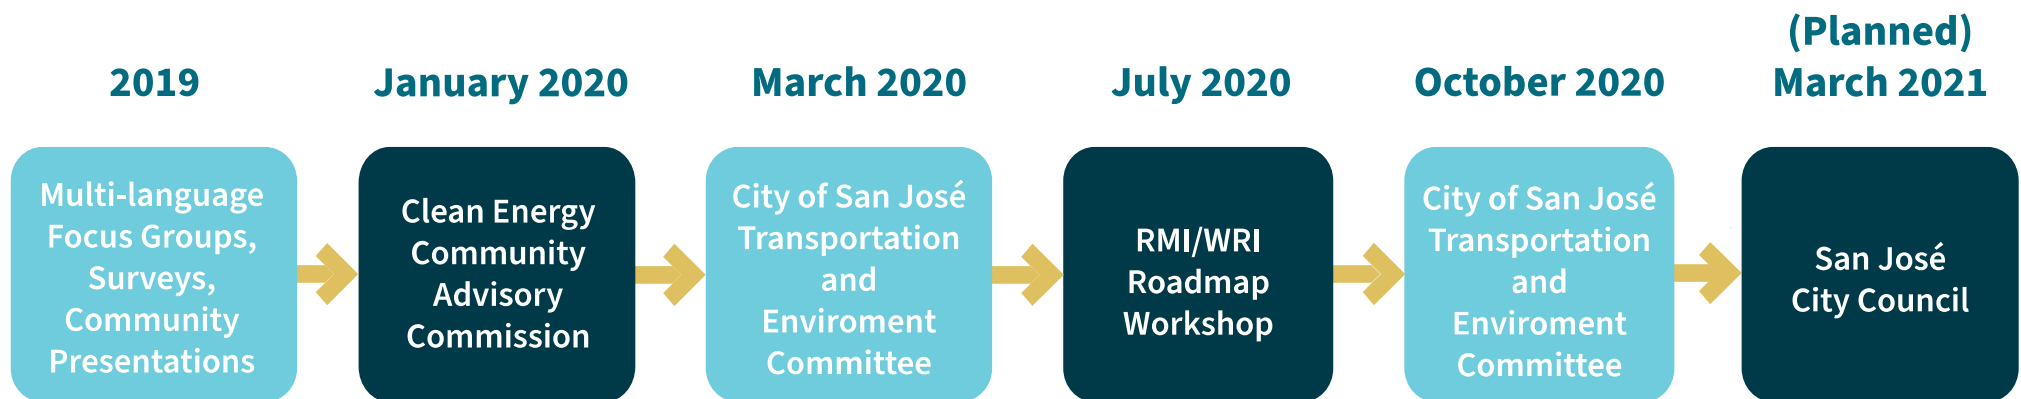 2019
Multi-language
Focus Groups,
Surveys,
Community
Presentations
January 2020
Clean Energy
Community
Advisory
Commission
March 2020
City of San José
Transportation
and
Enviroment
Committee
July 2020
RMI/WRI
Roadmap
Workshop
October 2020
City of San José
Transportation
and
Enviroment
Committee
(Planned)
March 2021
San José
City Council